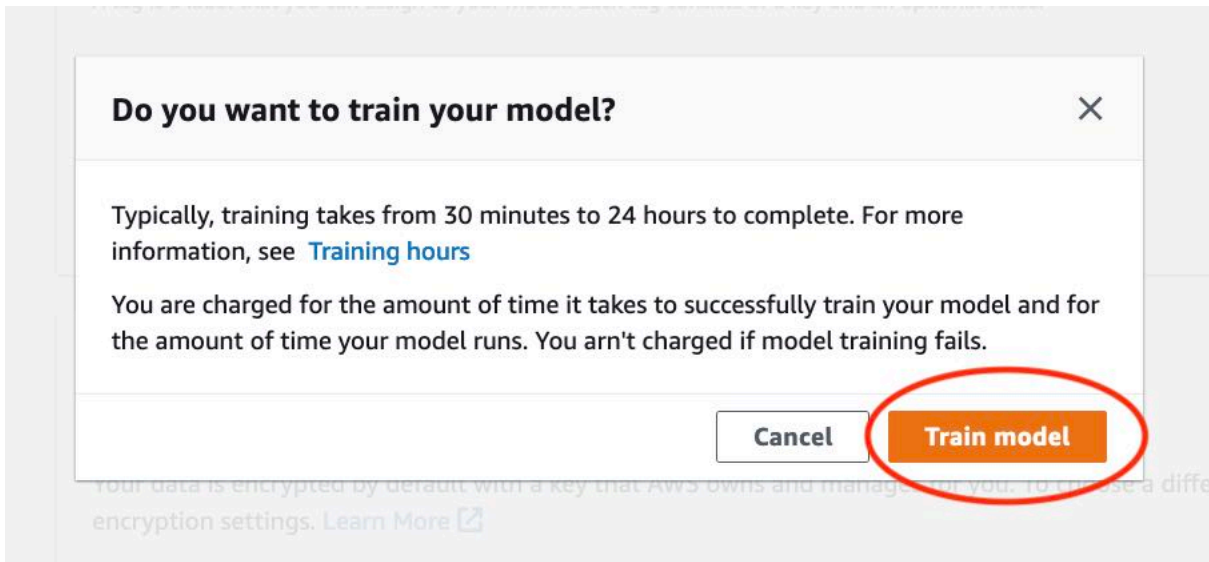 Do you want to train your model?
Typically, training takes from 30 minutes to 24 hours to complete. For more
information, see Training hours
You are charged for the amount of time it takes to successfully train your model and for
the amount of time your model runs. You arn't charged if model training fails.
Cancel Train model
Your data is encrypted by default with a key that AWS owns and manages for you. To choose a diffe
encryption settings. Learn More